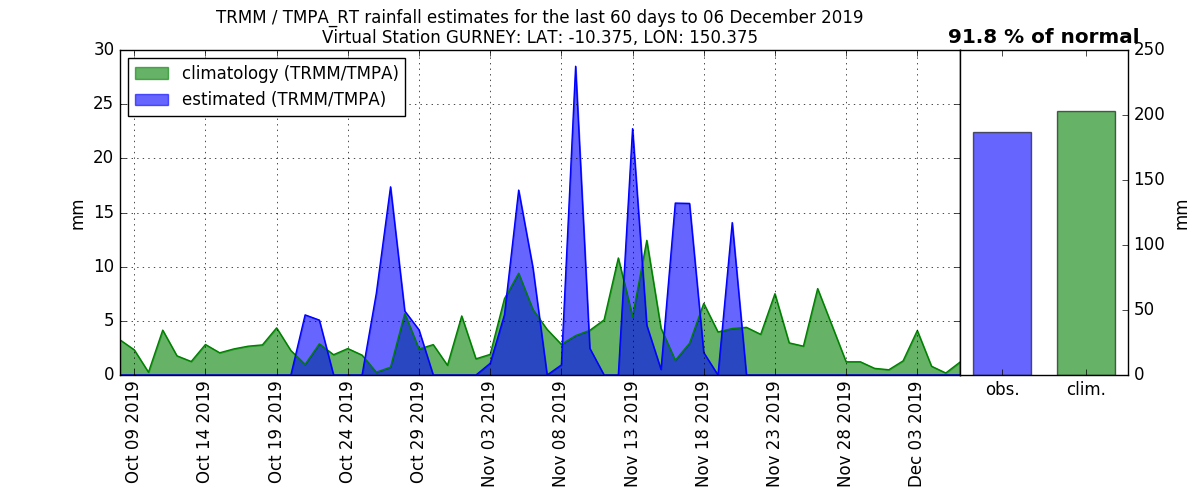 TRMM / TMPA_RT rainfall estimates for the last 60 days to 06 December 2019
Virtual Station GURNEY: LAT: -10.375, LON: 150.375
91.8 % of normal
climatology (TRMM/TMPA)
estimated (TRMM/TMPA)
30
25
20
15
10
5
0
mm
Oct 09 2019
Oct 14 2019
Oct 19 2019
Oct 24 2019
Oct 29 2019
Nov 03 2019
Nov 08 2019
Nov 13 2019
Nov 18 2019
Nov 23 2019
Nov 28 2019
Dec 03 2019
250
200
150
100
50
0
mm
obs.
clim.